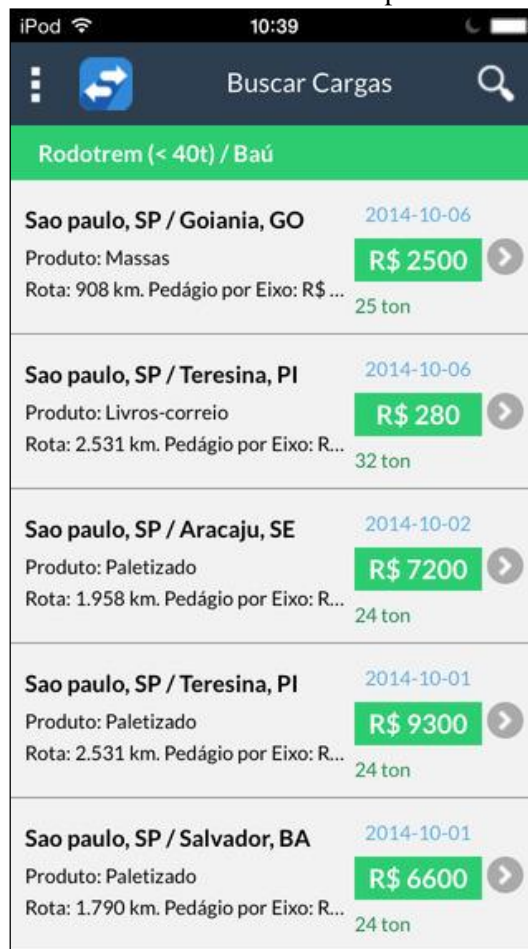 iPod 10:39
Buscar Cargas
Rodotrem (< 40t) / Baú
Sao paulo, SP / Goiania, GO 2014-10-06
Produto: Massas R$ 2500
Rota: 908 km. Pedágio por Eixo: R$ ...
25 ton
Sao paulo, SP / Teresina, PI 2014-10-06
Produto: Livros-correio R$ 280
Rota: 2.531 km. Pedágio por Eixo: R...
32 ton
Sao paulo, SP / Aracaju, SE 2014-10-02
Produto: Paletizado R$ 7200
Rota: 1.958 km. Pedágio por Eixo: R...
24 ton
Sao paulo, SP / Teresina, PI 2014-10-01
Produto: Paletizado R$ 9300
Rota: 2.531 km. Pedágio por Eixo: R...
24 ton
Sao paulo, SP / Salvador, BA 2014-10-01
Produto: Paletizado R$ 6600
Rota: 1.790 km. Pedágio por Eixo: R...
24 ton